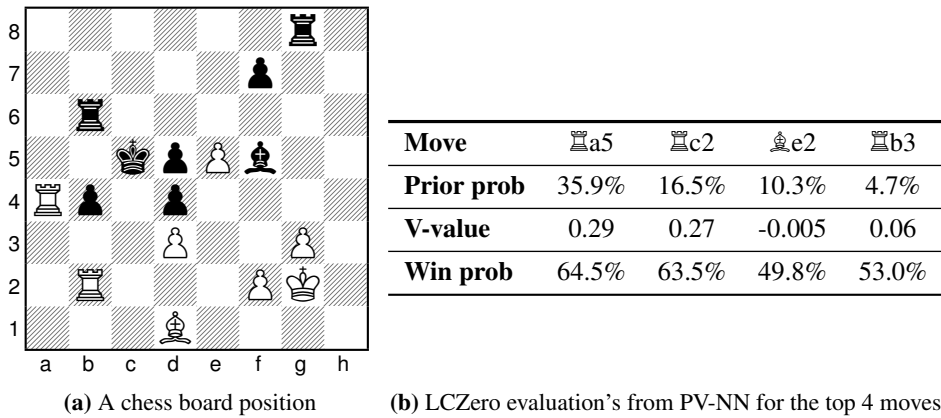 8
7
6
5
4
3
2
1
a b c d e f g h
(a) A chess board position
Move ♖a5 ♖c2 ♗e2 ♖b3
Prior prob 35.9% 16.5% 10.3% 4.7%
V-value 0.29 0.27 -0.005 0.06
Win prob 64.5% 63.5% 49.8% 53.0%
(b) LCZero evaluation's from PV-NN for the top 4 moves